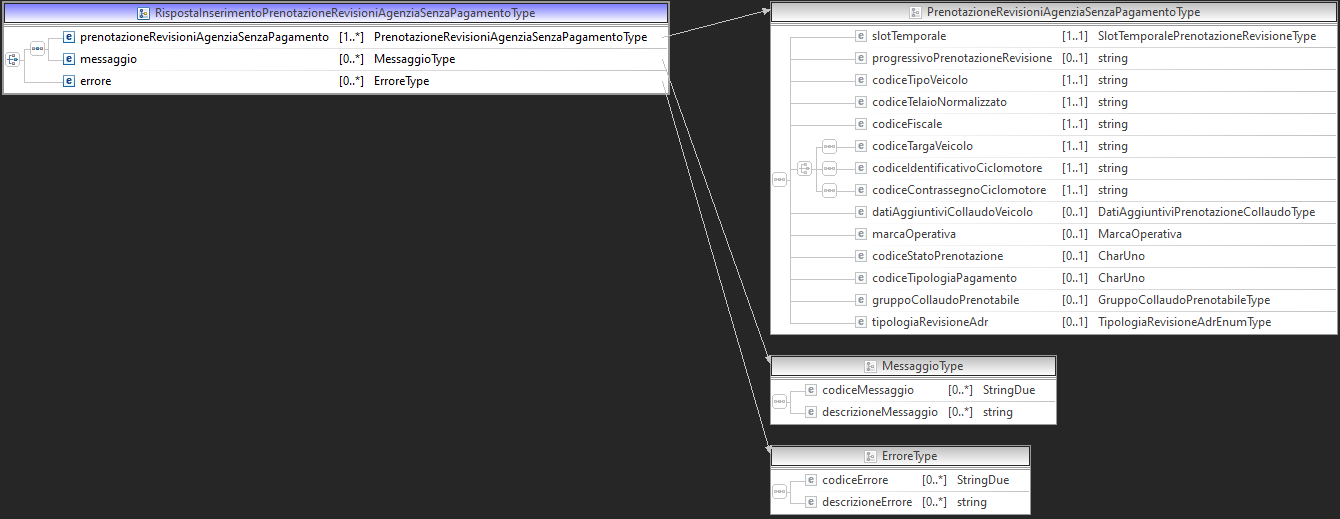 RispostaInserimentoPrenotazioneRevisioniAgenziaSenzaPagamentoType
e prenotazioneRevisioniAgenziaSenzaPagamento [1..*] PrenotazioneRevisioniAgenziaSenzaPagamentoType
e messaggio [0..*] MessaggioType
e errore [0..*] ErroreType
PrenotazioneRevisioniAgenziaSenzaPagamentoType
e slotTemporale [1..1] SlotTemporalePrenotazioneRevisioneType
e progressivoPrenotazioneRevisione [0..1] string
e codiceTipoVeicolo [1..1] string
e codiceTelaioNormalizzato [1..1] string
e codiceFiscale [1..1] string
e codiceTargaVeicolo [1..1] string
e codiceIdentificativoCiclomotore [1..1] string
e codiceContrassegnoCiclomotore [1..1] string
e datiAggiuntiviCollaudoVeicolo [0..1] DatiAggiuntiviPrenotazioneCollaudoType
e marcaOperativa [0..1] MarcaOperativa
e codiceStatoPrenotazione [0..1] CharUno
e codiceTipologiaPagamento [0..1] CharUno
e gruppoCollaudoPrenotabile [0..1] GruppoCollaudoPrenotabileType
e tipologiaRevisioneAdr [0..1] TipologiaRevisioneAdrEnumType
MessaggioType
e codiceMessaggio [0..*] StringDue
e descrizioneMessaggio [0..*] string
ErroreType
e codiceErrore [0..*] StringDue
e descrizioneErrore [0..*] string